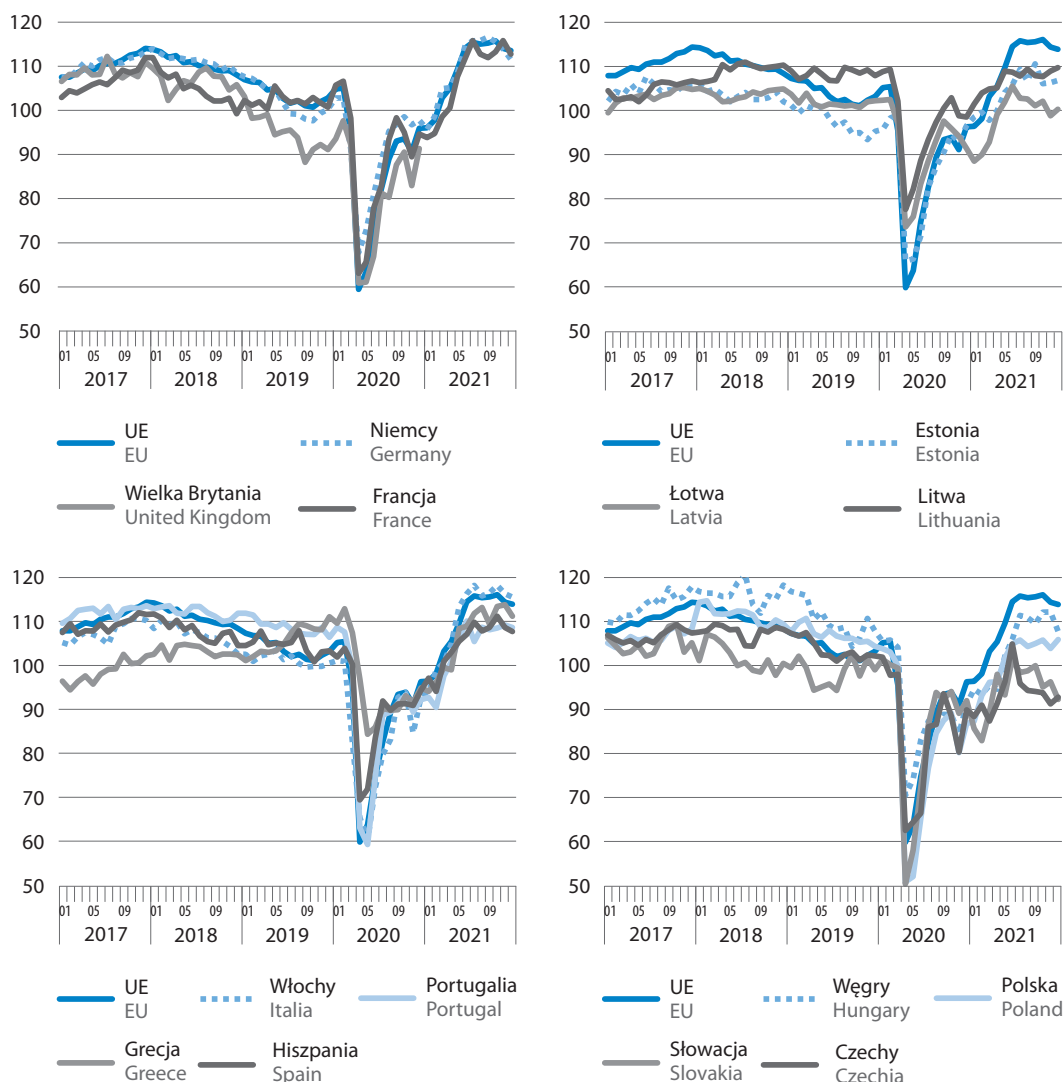 120
110
100
90
80
70
60
50
01 05 09 01 05 09 01 05 09 01 05 09 01 05 09
2017 2018 2019 2020 2021
UE
EU
Niemcy
Germany
Wielka Brytania
United Kingdom
Francja
France
120
110
100
90
80
70
60
50
01 05 09 01 05 09 01 05 09 01 05 09 01 05 09
2017 2018 2019 2020 2021
UE
EU
Estonia
Estonia
Łotwa
Latvia
Litwa
Lithuania
120
110
100
90
80
70
60
50
01 05 09 01 05 09 01 05 09 01 05 09 01 05 09
2017 2018 2019 2020 2021
UE
EU
Włochy
Italia
Portugalia
Portugal
Grecja
Greece
Hiszpania
Spain
120
110
100
90
80
70
60
50
01 05 09 01 05 09 01 05 09 01 05 09 01 05 09
2017 2018 2019 2020 2021
UE
EU
Węgry
Hungary
Polska
Poland
Słowacja
Slovakia
Czechy
Czechia